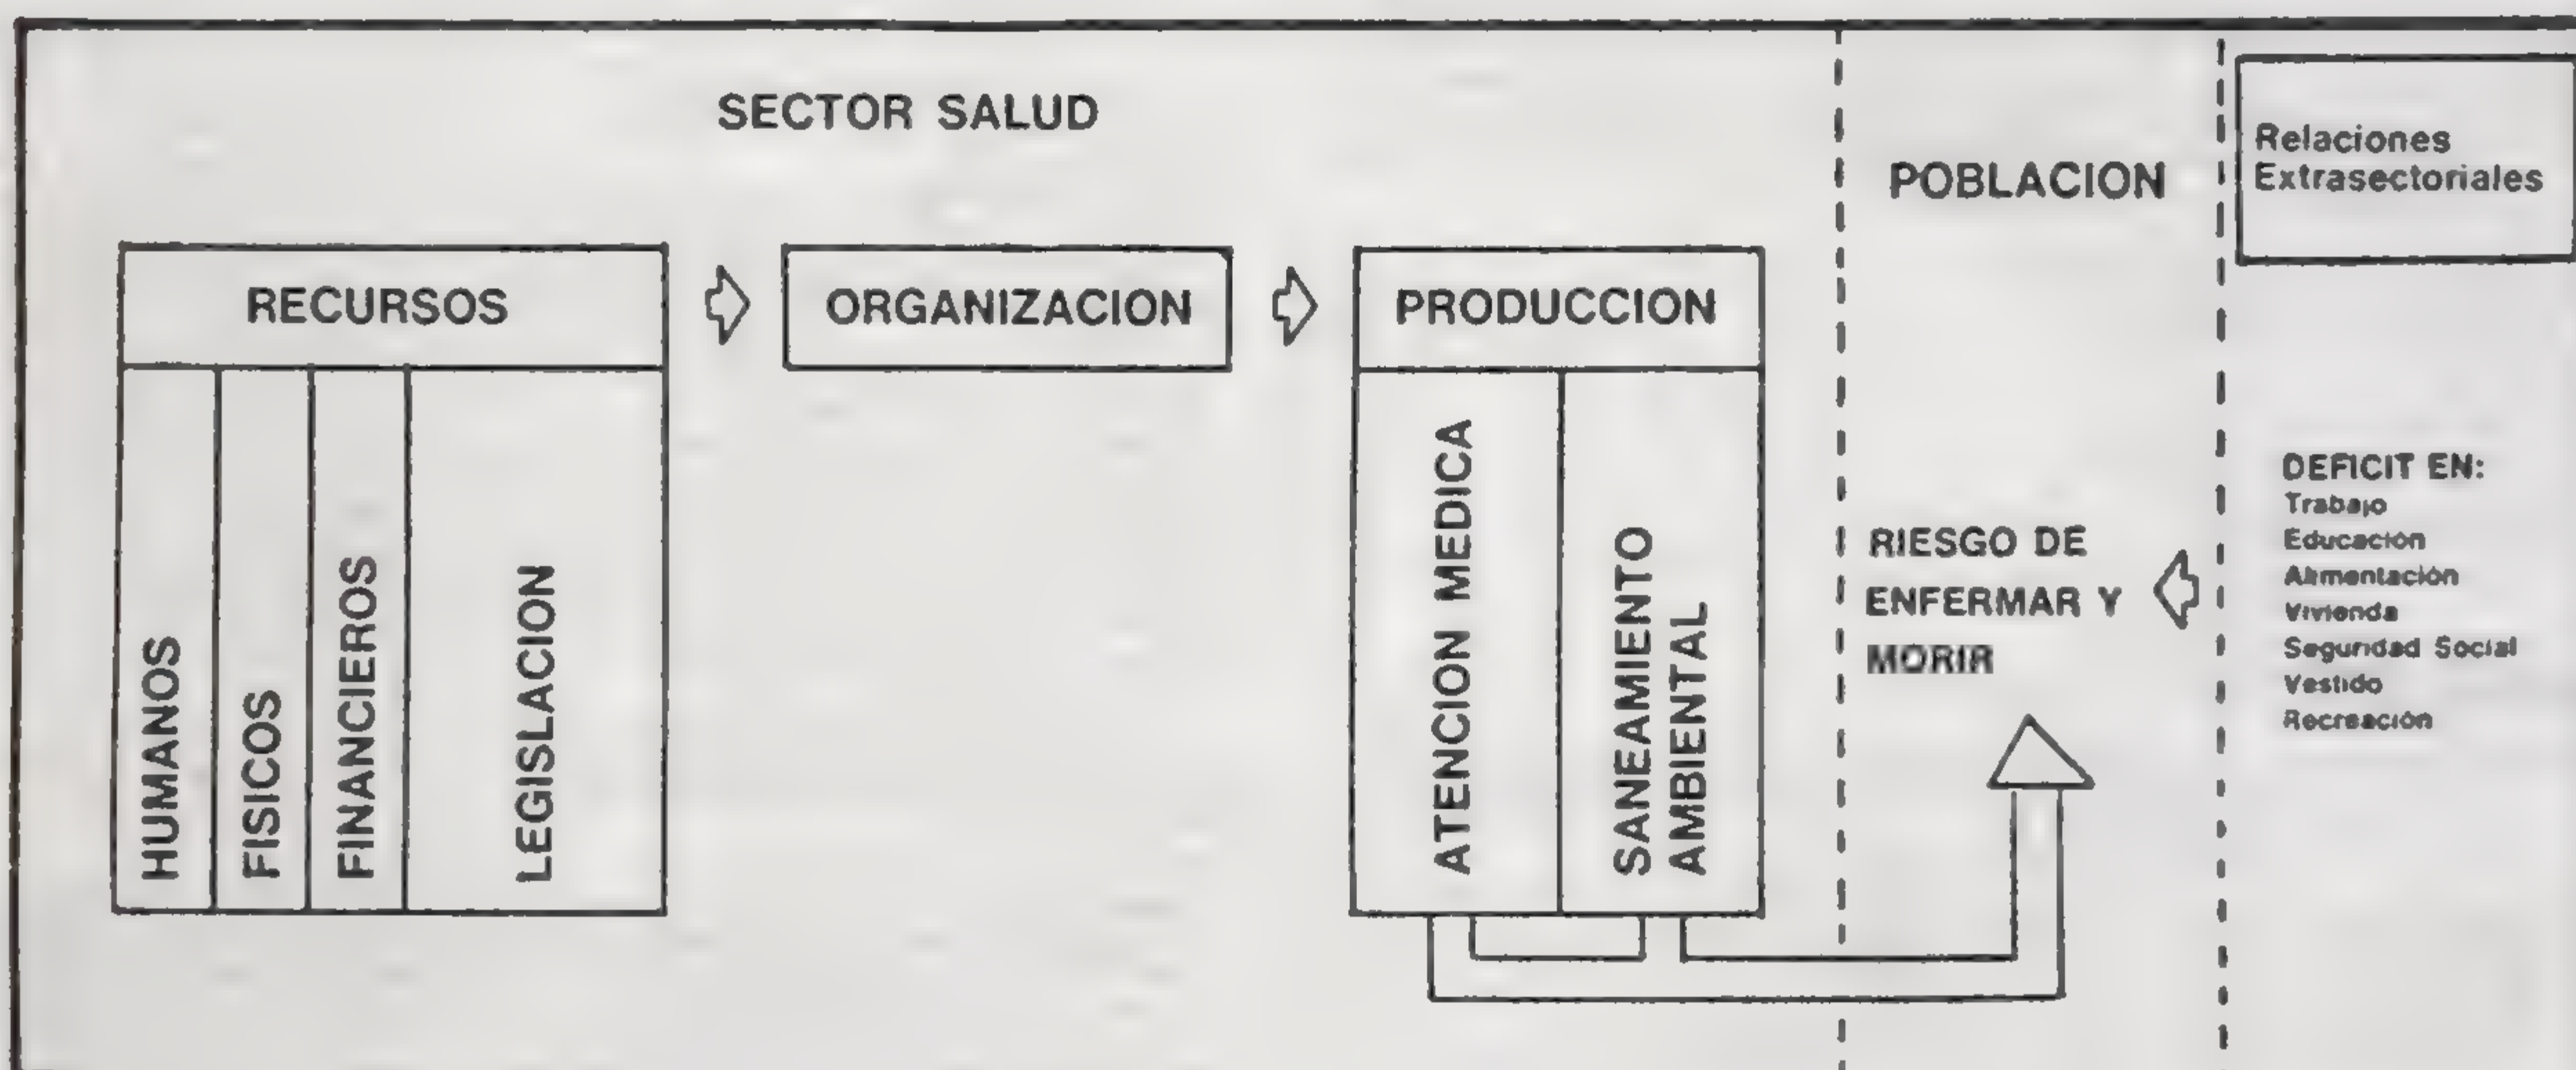 SECTOR SALUD
RECURSOS
HUMANOS
FISICOS
FINANCIEROS
LEGISLACION
ORGANIZACION
PRODUCCION
ATENCION MEDICA
SANEAMIENTO
AMBIENTAL
POBLACION
RIESGO DE
ENFERMAR Y
MORIR
Relaciones
Extrasectoriales
DEFICIT EN:
Trabajo
Educación
Alimentación
Vivienda
Seguridad Social
Vestido
Recreación